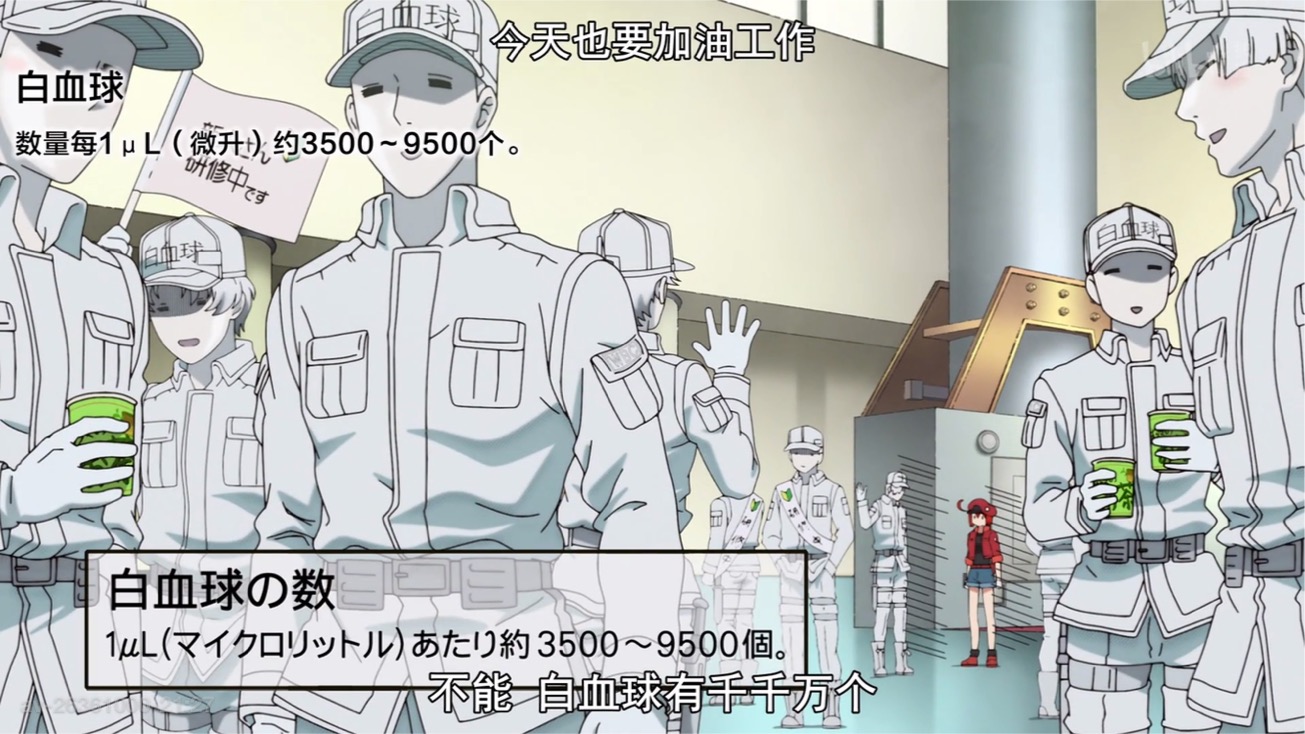 今天也要加油工作
白血球
数量每1μL（微升）约3500~9500个。
白血球
白血球
白血球
研修中です
WBC
白血球の数
1μL(マイクロリットル)あたり約3500～9500個。
不能 白血球有千千万个